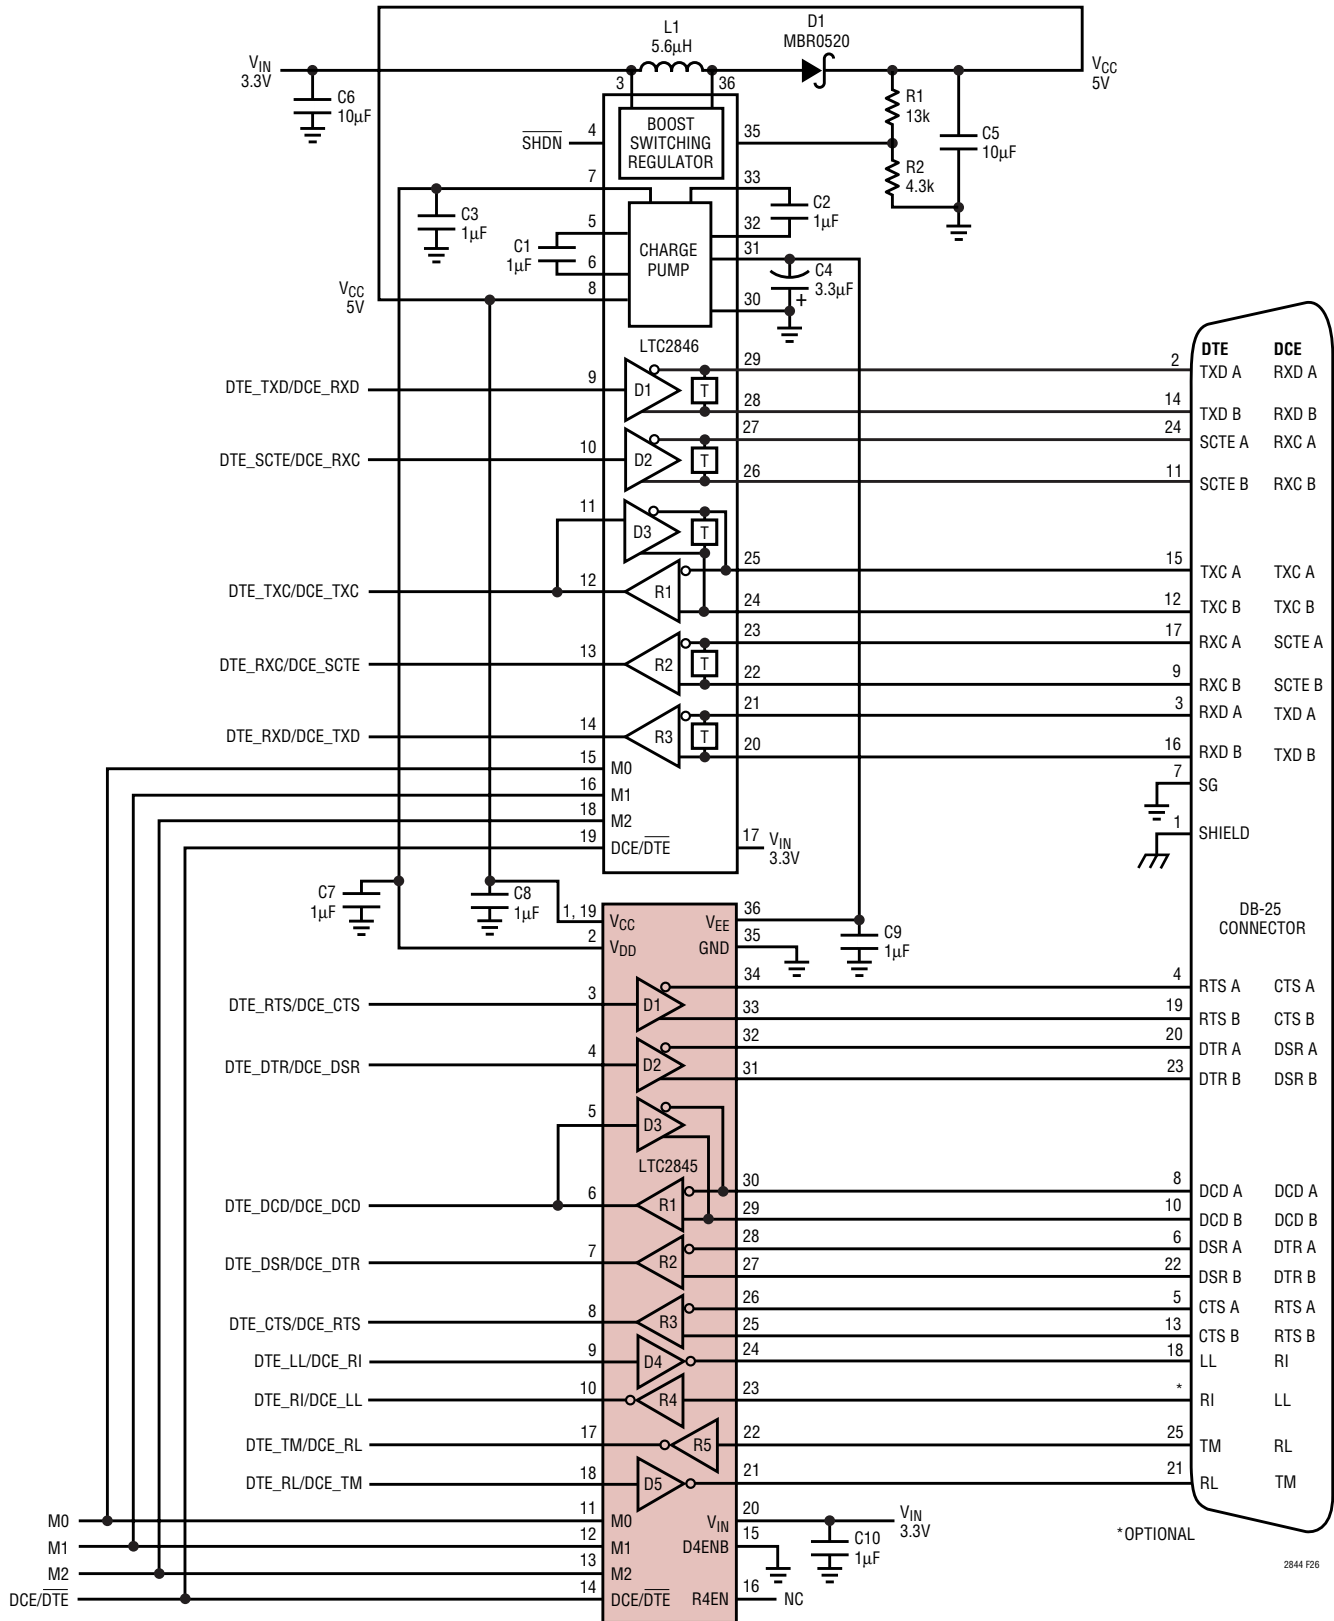 L1
5.6µH
D1
MBR0520
VIN
3.3V
VCC
5V
3
36
C6
10µF
R1
13k
BOOST
SWITCHING
REGULATOR
SHDN
4
35
C5
10µF
R2
4.3k
7
33
C3
1µF
C2
1µF
5
32
C1
1µF
CHARGE
PUMP
31
6
C4
3.3µF
+
VCC
5V
8
30
LTC2846
DTE
DCE
29
2
TXD A
RXD A
DTE_TXD/DCE_RXD
9
D1
T
28
14
TXD B
RXD B
27
24
SCTE A
RXC A
DTE_SCTE/DCE_RXC
10
D2
T
26
11
SCTE B
RXC B
11
D3
T
25
15
TXC A
TXC A
DTE_TXC/DCE_TXC
12
R1
24
12
TXC B
TXC B
23
17
RXC A
SCTE A
DTE_RXC/DCE_SCTE
13
R2
T
22
9
RXC B
SCTE B
21
3
RXD A
TXD A
DTE_RXD/DCE_TXD
14
R3
T
20
16
RXD B
TXD B
15
M0
7
SG
16
M1
18
M2
1
SHIELD
19
DCE/DTE
17
VIN
3.3V
C7
1µF
C8
1µF
1, 19
VCC
VEE
36
2
VDD
GND
35
C9
1µF
DB-25
CONNECTOR
34
4
RTS A
CTS A
DTE_RTS/DCE_CTS
3
D1
33
19
RTS B
CTS B
32
20
DTR A
DSR A
DTE_DTR/DCE_DSR
4
D2
31
23
DTR B
DSR B
5
D3
LTC2845
30
8
DCD A
DCD A
DTE_DCD/DCE_DCD
6
R1
29
10
DCD B
DCD B
28
6
DSR A
DTR A
DTE_DSR/DCE_DTR
7
R2
27
22
DSR B
DTR B
26
5
CTS A
RTS A
DTE_CTS/DCE_RTS
8
R3
25
13
CTS B
RTS B
DTE_LL/DCE_RI
9
D4
24
18
LL
RI
DTE_RI/DCE_LL
10
R4
23
*
RI
LL
DTE_TM/DCE_RL
17
R5
22
25
TM
RL
DTE_RL/DCE_TM
18
D5
21
21
RL
TM
M0
11
M0
VIN
20
VIN
3.3V
*OPTIONAL
M1
12
M1
D4ENB
15
C10
1µF
M2
13
M2
DCE/DTE
14
DCE/DTE
R4EN
16
NC
2844 F26